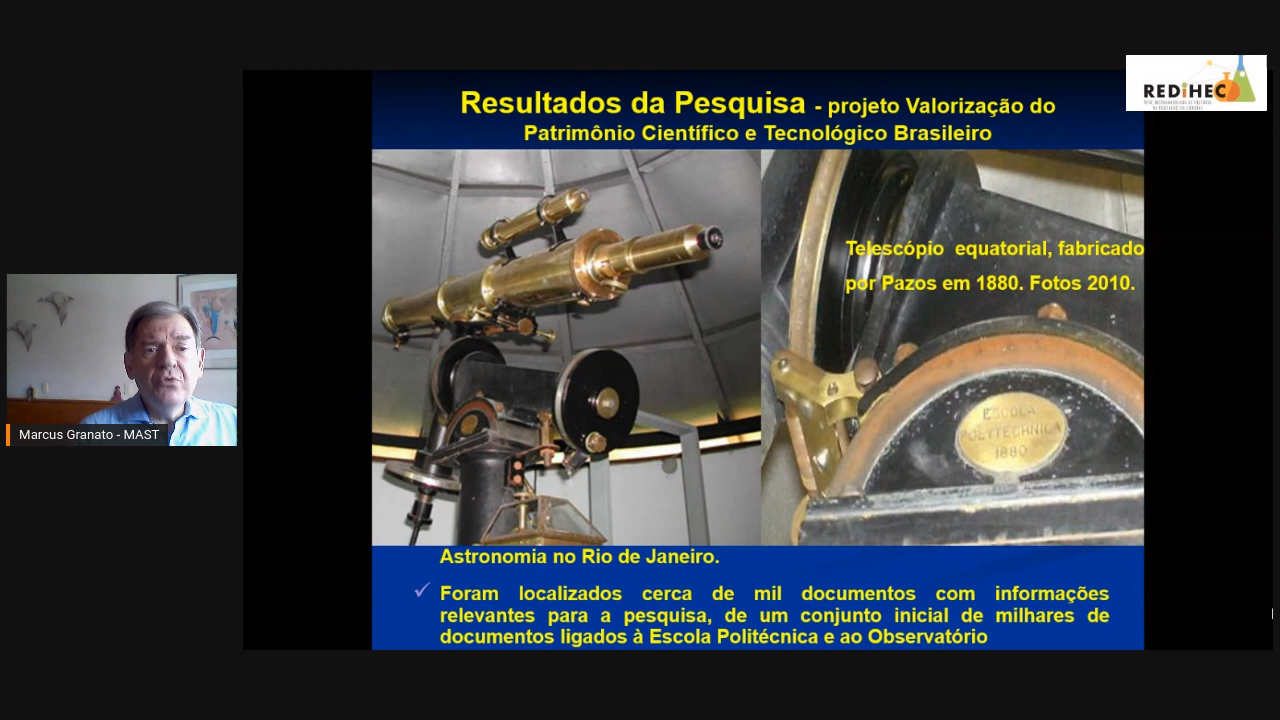 REDiHEC
Resultados da Pesquisa - projeto Valorização do
Patrimônio Científico e Tecnológico Brasileiro
Telescópio equatorial, fabricado
por Pazos em 1880. Fotos 2010.
ESCOLA
POLYTECHNICA
1880
Marcus Granato - MAST
Astronomia no Rio de Janeiro.
✓ Foram localizados cerca de mil documentos com informações
relevantes para a pesquisa, de um conjunto inicial de milhares de
documentos ligados à Escola Politécnica e ao Observatório